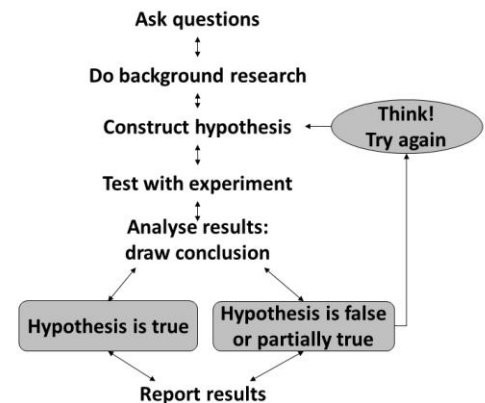 Ask questions
Do background research
Construct hypothesis
Think!
Try again
Test with experiment
Analyse results:
draw conclusion
Hypothesis is true
Hypothesis is false
or partially true
Report results